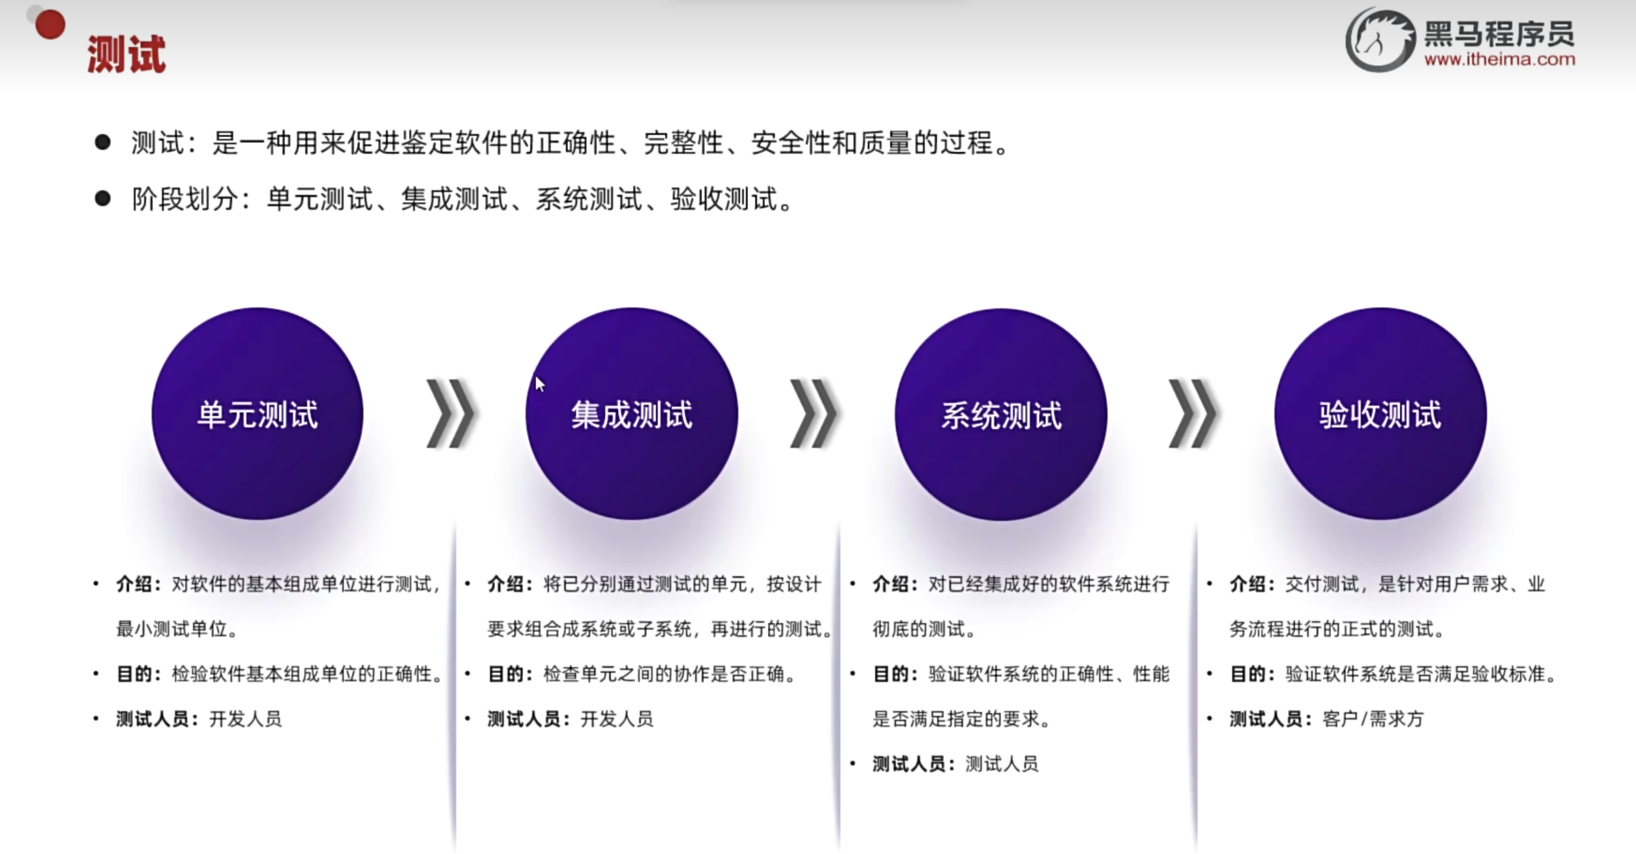 测试
黑马程序员
www.itheima.com
测试：是一种用来促进鉴定软件的正确性、完整性、安全性和质量的过程。
阶段划分：单元测试、集成测试、系统测试、验收测试。
单元测试
集成测试
系统测试
验收测试
介绍：对软件的基本组成单位进行测试，
最小测试单位。
目的：检验软件基本组成单位的正确性。
测试人员：开发人员
介绍：将已分别通过测试的单元，按设计
要求组合成系统或子系统，再进行的测试。
目的：检查单元之间的协作是否正确。
测试人员：开发人员
介绍：对已经集成好的软件系统进行
彻底的测试。
目的：验证软件系统的正确性、性能
是否满足指定的要求。
测试人员：测试人员
介绍：交付测试，是针对用户需求、业
务流程进行的正式的测试。
目的：验证软件系统是否满足验收标准。
测试人员：客户/需求方